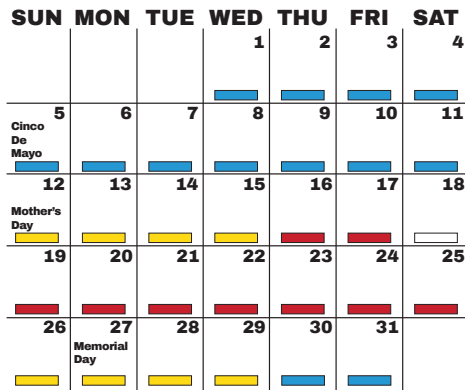 SUN MON TUE WED THU FRI SAT
1 2 3 4
5 6 7 8 9 10 11
Cinco
De
Mayo
12 13 14 15 16 17 18
Mother's
Day
19 20 21 22 23 24 25
26 27 28 29 30 31
Memorial
Day